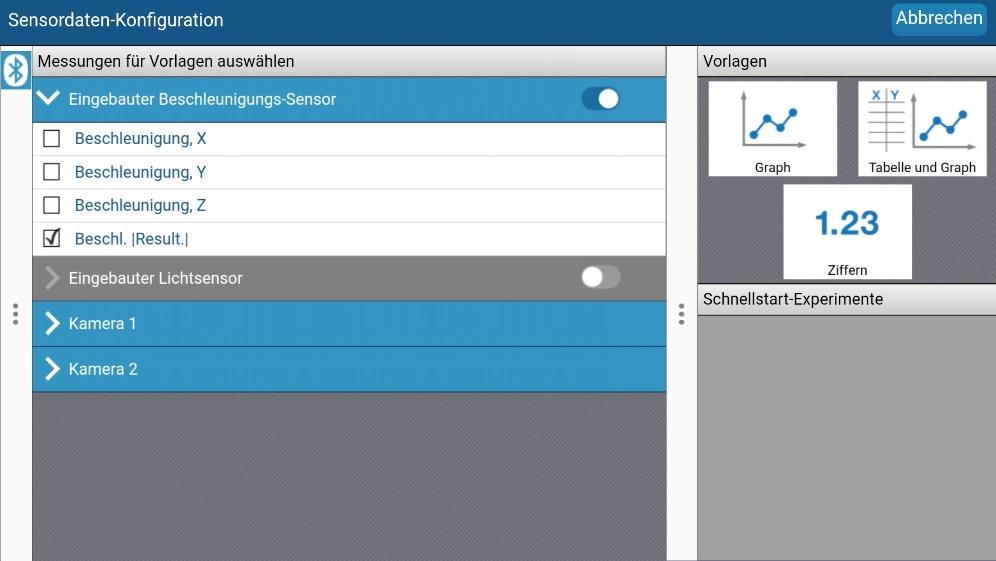 Sensordaten-Konfiguration
Abbrechen
Messungen für Vorlagen auswählen
Eingebauter Beschleunigungs-Sensor
Beschleunigung, X
Beschleunigung, Y
Beschleunigung, Z
Beschl. |Result.|
Eingebauter Lichtsensor
Kamera 1
Kamera 2
Vorlagen
Graph
X Y
Tabelle und Graph
1.23
Ziffern
Schnellstart-Experimente